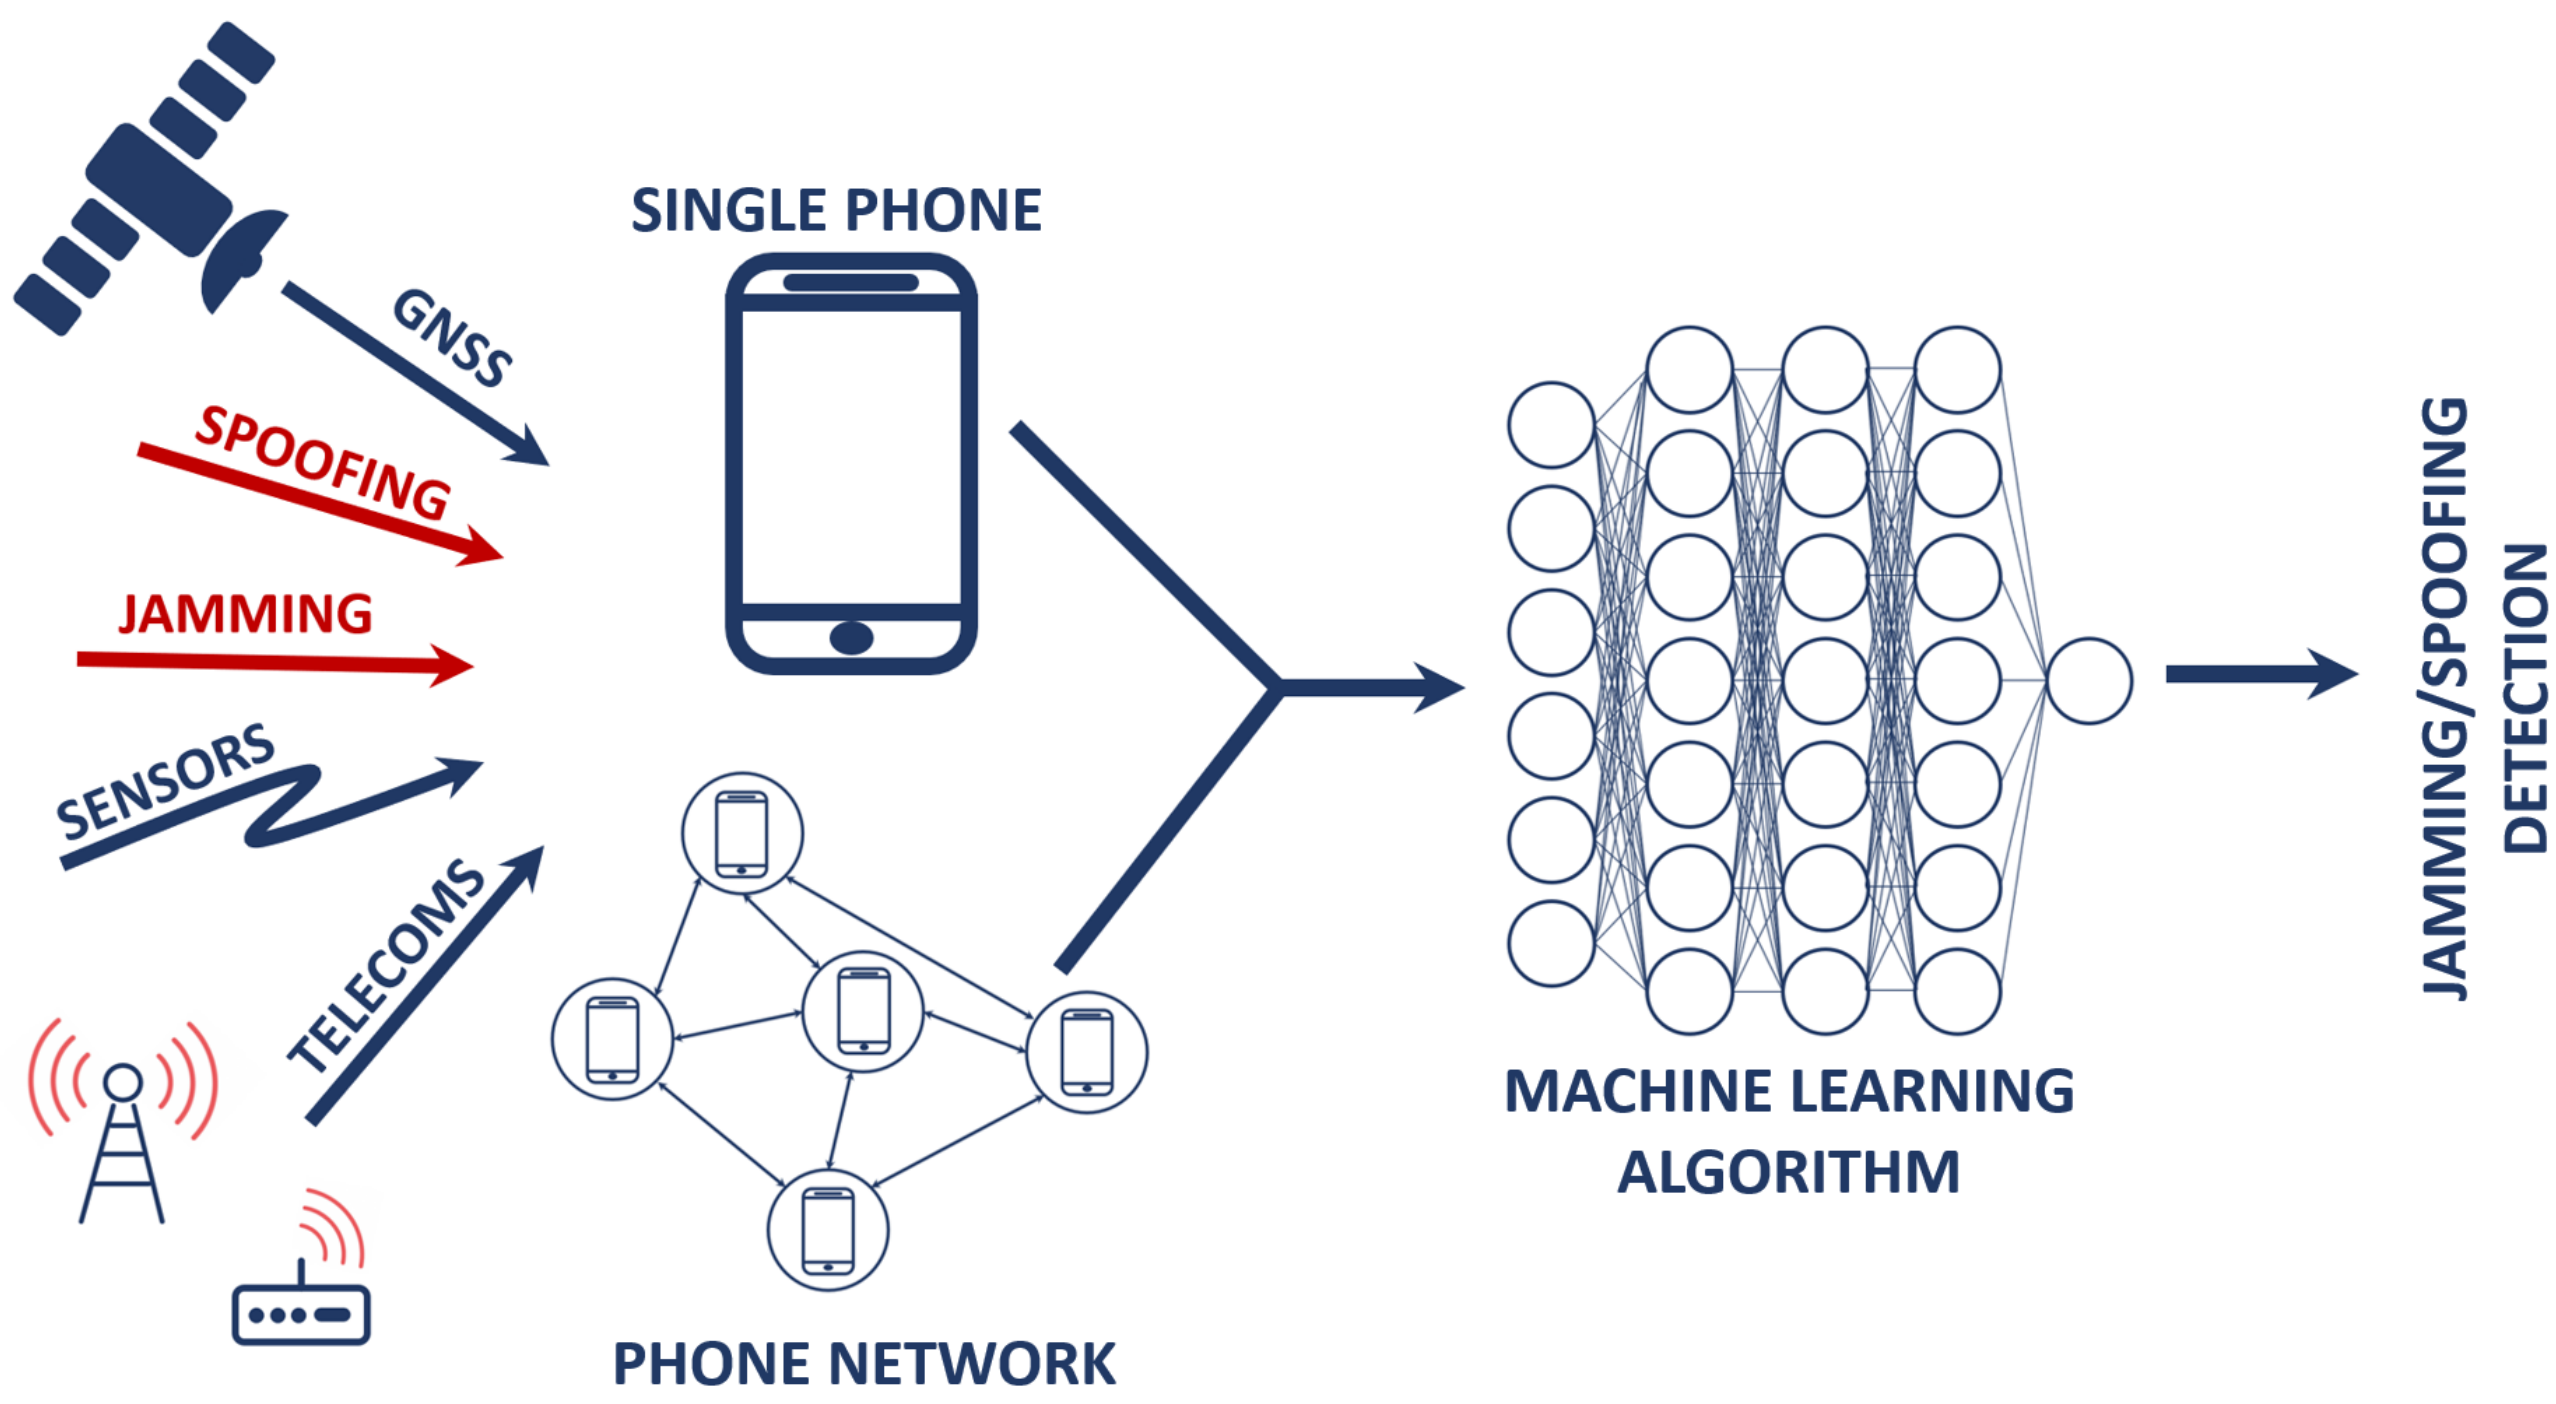 GNSS
SPOOFING
JAMMING
SENSORS
TELECOMS
SINGLE PHONE
PHONE NETWORK
MACHINE LEARNING
ALGORITHM
JAMMING/SPOOFING
DETECTION